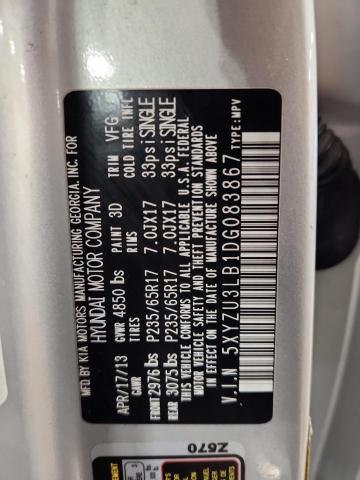 MFD BY KIA MOTORS MANUFACTURING GEORGIA, INC. FOR
HYUNDAI MOTOR COMPANY
APR/17/13 PAINT 3D TRIM VFG
GVWR 4850 lbs RIMS COLD TIRE INFL
FRONT 2976 lbs P235/65R17 7.0JX17 33psi SINGLE
REAR 3075 lbs P235/65R17 7.0JX17 33psi SINGLE
THIS VEHICLE CONFORMS TO ALL APPLICABLE U.S.A. FEDERAL
MOTOR VEHICLE SAFETY AND THEFT PREVENTION STANDARDS
IN EFFECT ON THE DATE OF MANUFACTURE SHOWN ABOVE.
V.I.N 5XYZU3LB1DG083867 TYPE: MPV
Z670